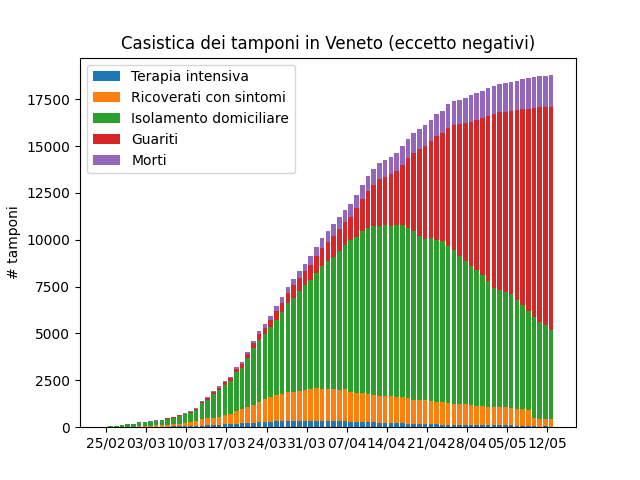 Casistica dei tamponi in Veneto (eccetto negativi)
Terapia intensiva
Ricoverati con sintomi
Isolamento domiciliare
Guariti
Morti
# tamponi
17500
15000
12500
10000
7500
5000
2500
0
25/02 03/03 10/03 17/03 24/03 31/03 07/04 14/04 21/04 28/04 05/05 12/05